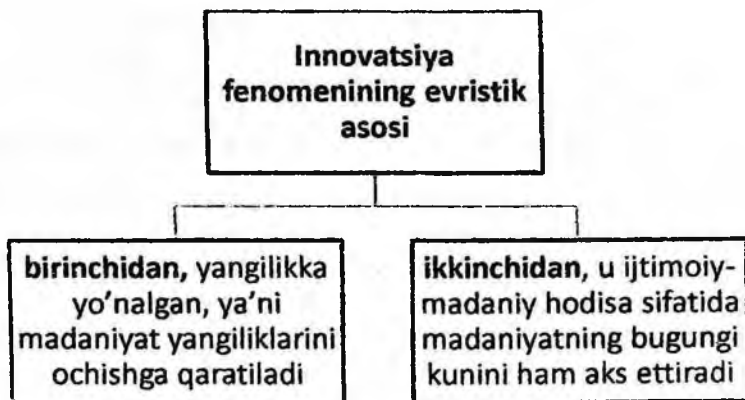 Innovatsiya
fenomenining evristik
asosi
birinchidan, yangilikka
yo'nalgan, ya'ni
madaniyat yangiliklarini
ochishga qaratiladi
ikkinchidan, u ijtimoiy-
madaniy hodisa sifatida
madaniyatning bugungi
kunini ham aks ettiradi